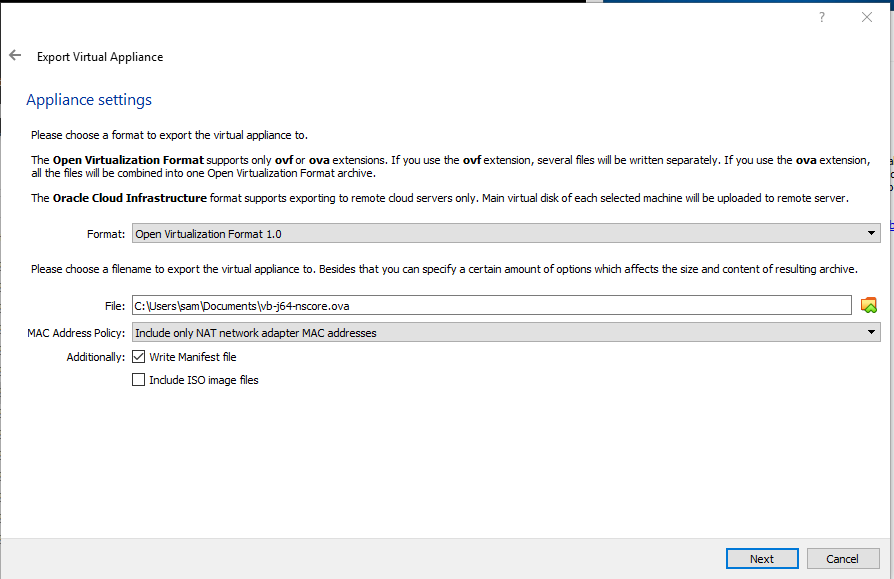 ?
Export Virtual Appliance
Appliance settings
Please choose a format to export the virtual appliance to.
The Open Virtualization Format supports only ovf or ova extensions. If you use the ovf extension, several files will be written separately. If you use the ova extension,
all the files will be combined into one Open Virtualization Format archive.
The Oracle Cloud Infrastructure format supports exporting to remote cloud servers only. Main virtual disk of each selected machine will be uploaded to remote server.
Format: Open Virtualization Format 1.0
Please choose a filename to export the virtual appliance to. Besides that you can specify a certain amount of options which affects the size and content of resulting archive.
File: C:\Users\sam\Documents\vb-j64-nscore.ova
MAC Address Policy: Include only NAT network adapter MAC addresses
Additionally: Write Manifest file
Include ISO image files
Next Cancel